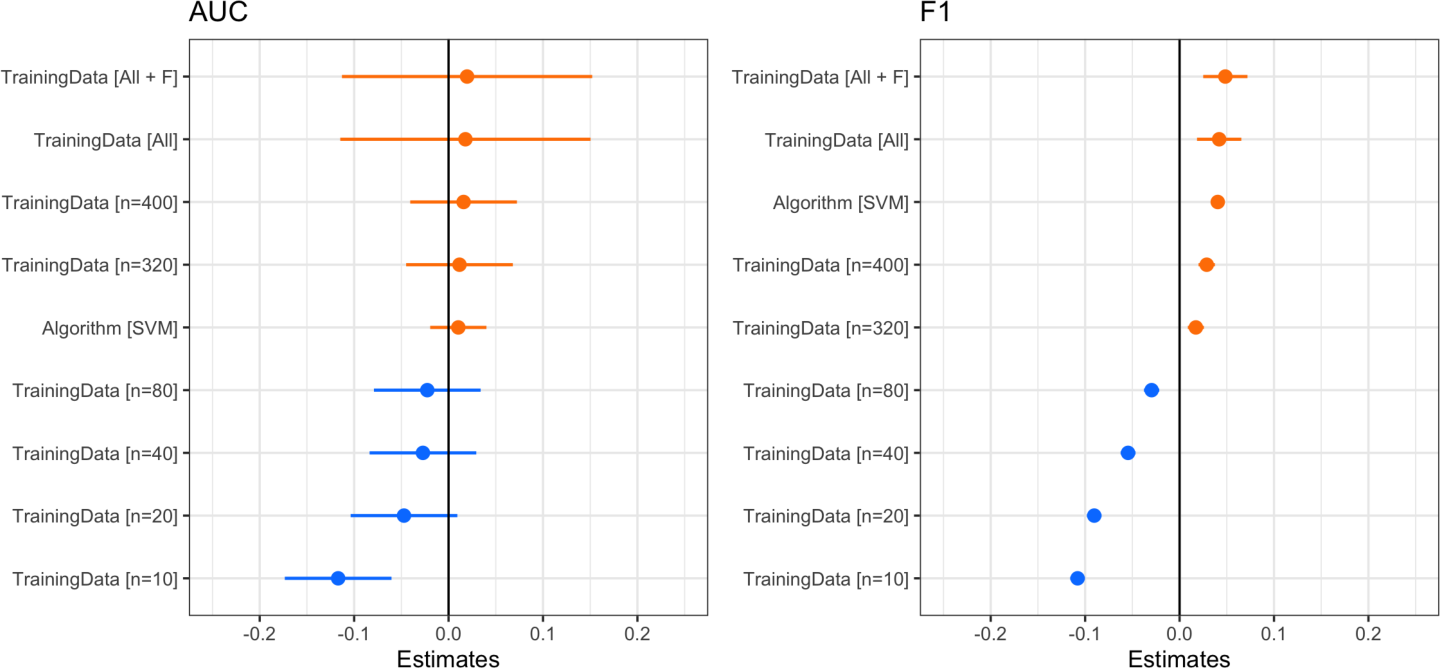 AUC
TrainingData [All + F]
TrainingData [All]
TrainingData [n=400]
TrainingData [n=320]
Algorithm [SVM]
TrainingData [n=80]
TrainingData [n=40]
TrainingData [n=20]
TrainingData [n=10]
-0.2 -0.1 0.0 0.1 0.2
Estimates
F1
TrainingData [All + F]
TrainingData [All]
Algorithm [SVM]
TrainingData [n=400]
TrainingData [n=320]
TrainingData [n=80]
TrainingData [n=40]
TrainingData [n=20]
TrainingData [n=10]
-0.2 -0.1 0.0 0.1 0.2
Estimates